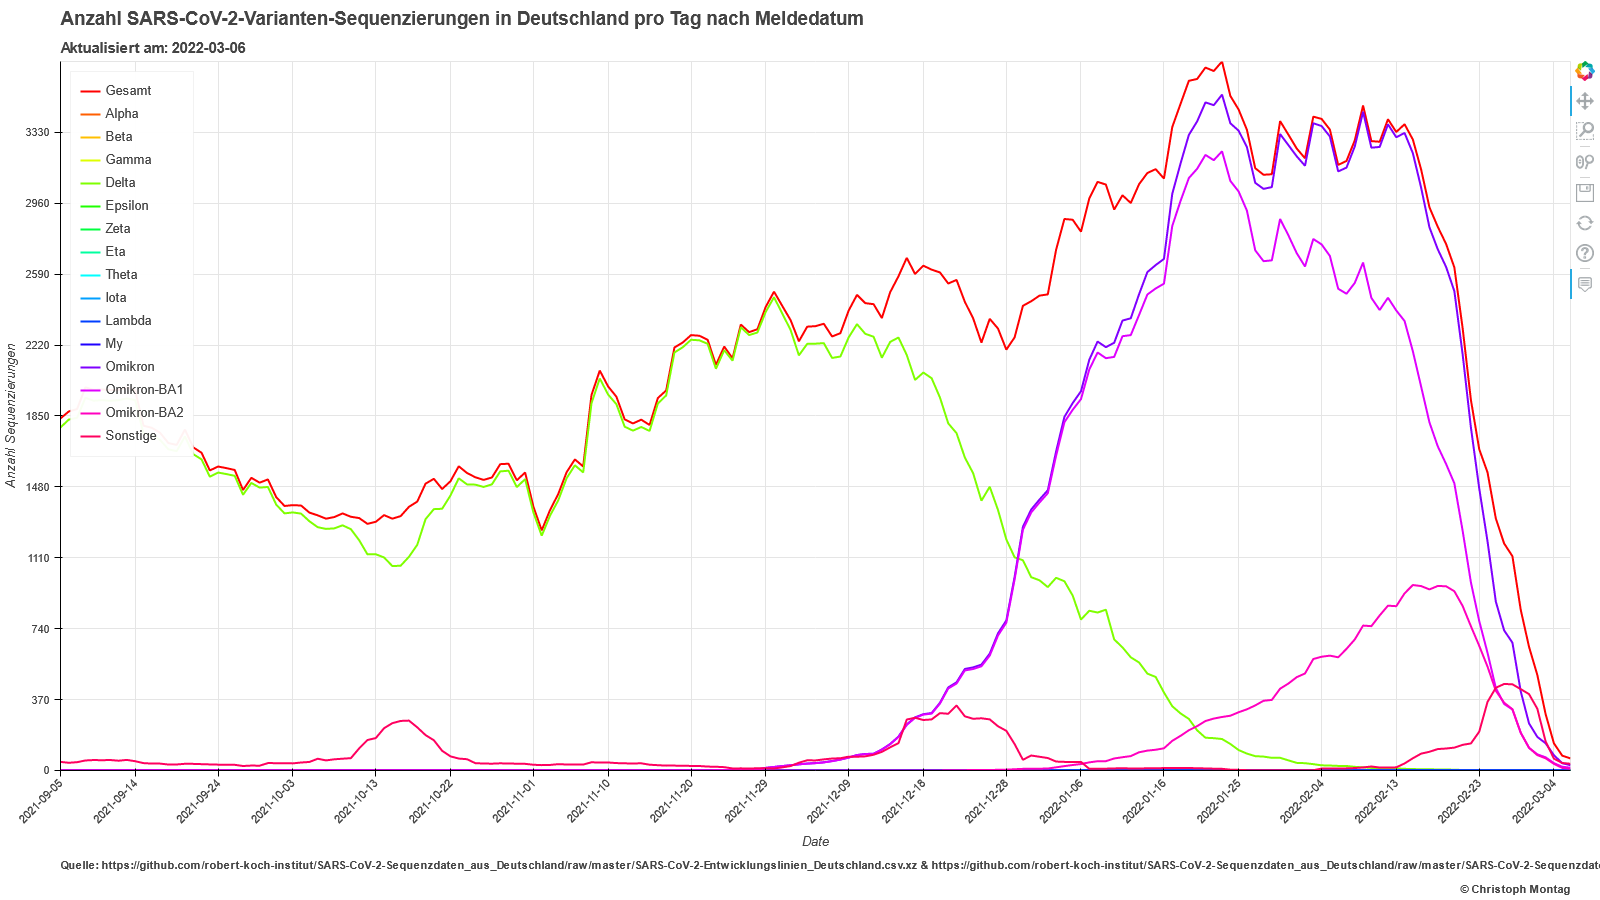 Anzahl SARS-CoV-2-Varianten-Sequenzierungen in Deutschland pro Tag nach Meldedatum
Aktualisiert am: 2022-03-06
Gesamt
Alpha
Beta
Gamma
Delta
Epsilon
Zeta
Eta
Theta
Iota
Lambda
My
Omikron
Omikron-BA1
Omikron-BA2
Sonstige
Anzahl Sequenzierungen
3330
2960
2590
2220
1850
1480
1110
740
370
0
2021-09-05
2021-09-14
2021-09-24
2021-10-03
2021-10-13
2021-10-22
2021-11-01
2021-11-10
2021-11-20
2021-11-29
2021-12-09
2021-12-18
2021-12-28
2022-01-06
2022-01-16
2022-01-25
2022-02-04
2022-02-13
2022-02-23
2022-03-04
Date
Quelle: https://github.com/robert-koch-institut/SARS-CoV-2-Sequenzdaten_aus_Deutschland/raw/master/SARS-CoV-2-Entwicklungslinien_Deutschland.csv.xz & https://github.com/robert-koch-institut/SARS-CoV-2-Sequenzdaten_aus_Deutschland/raw/master/SARS-CoV-2-Sequenzdate
© Christoph Montag